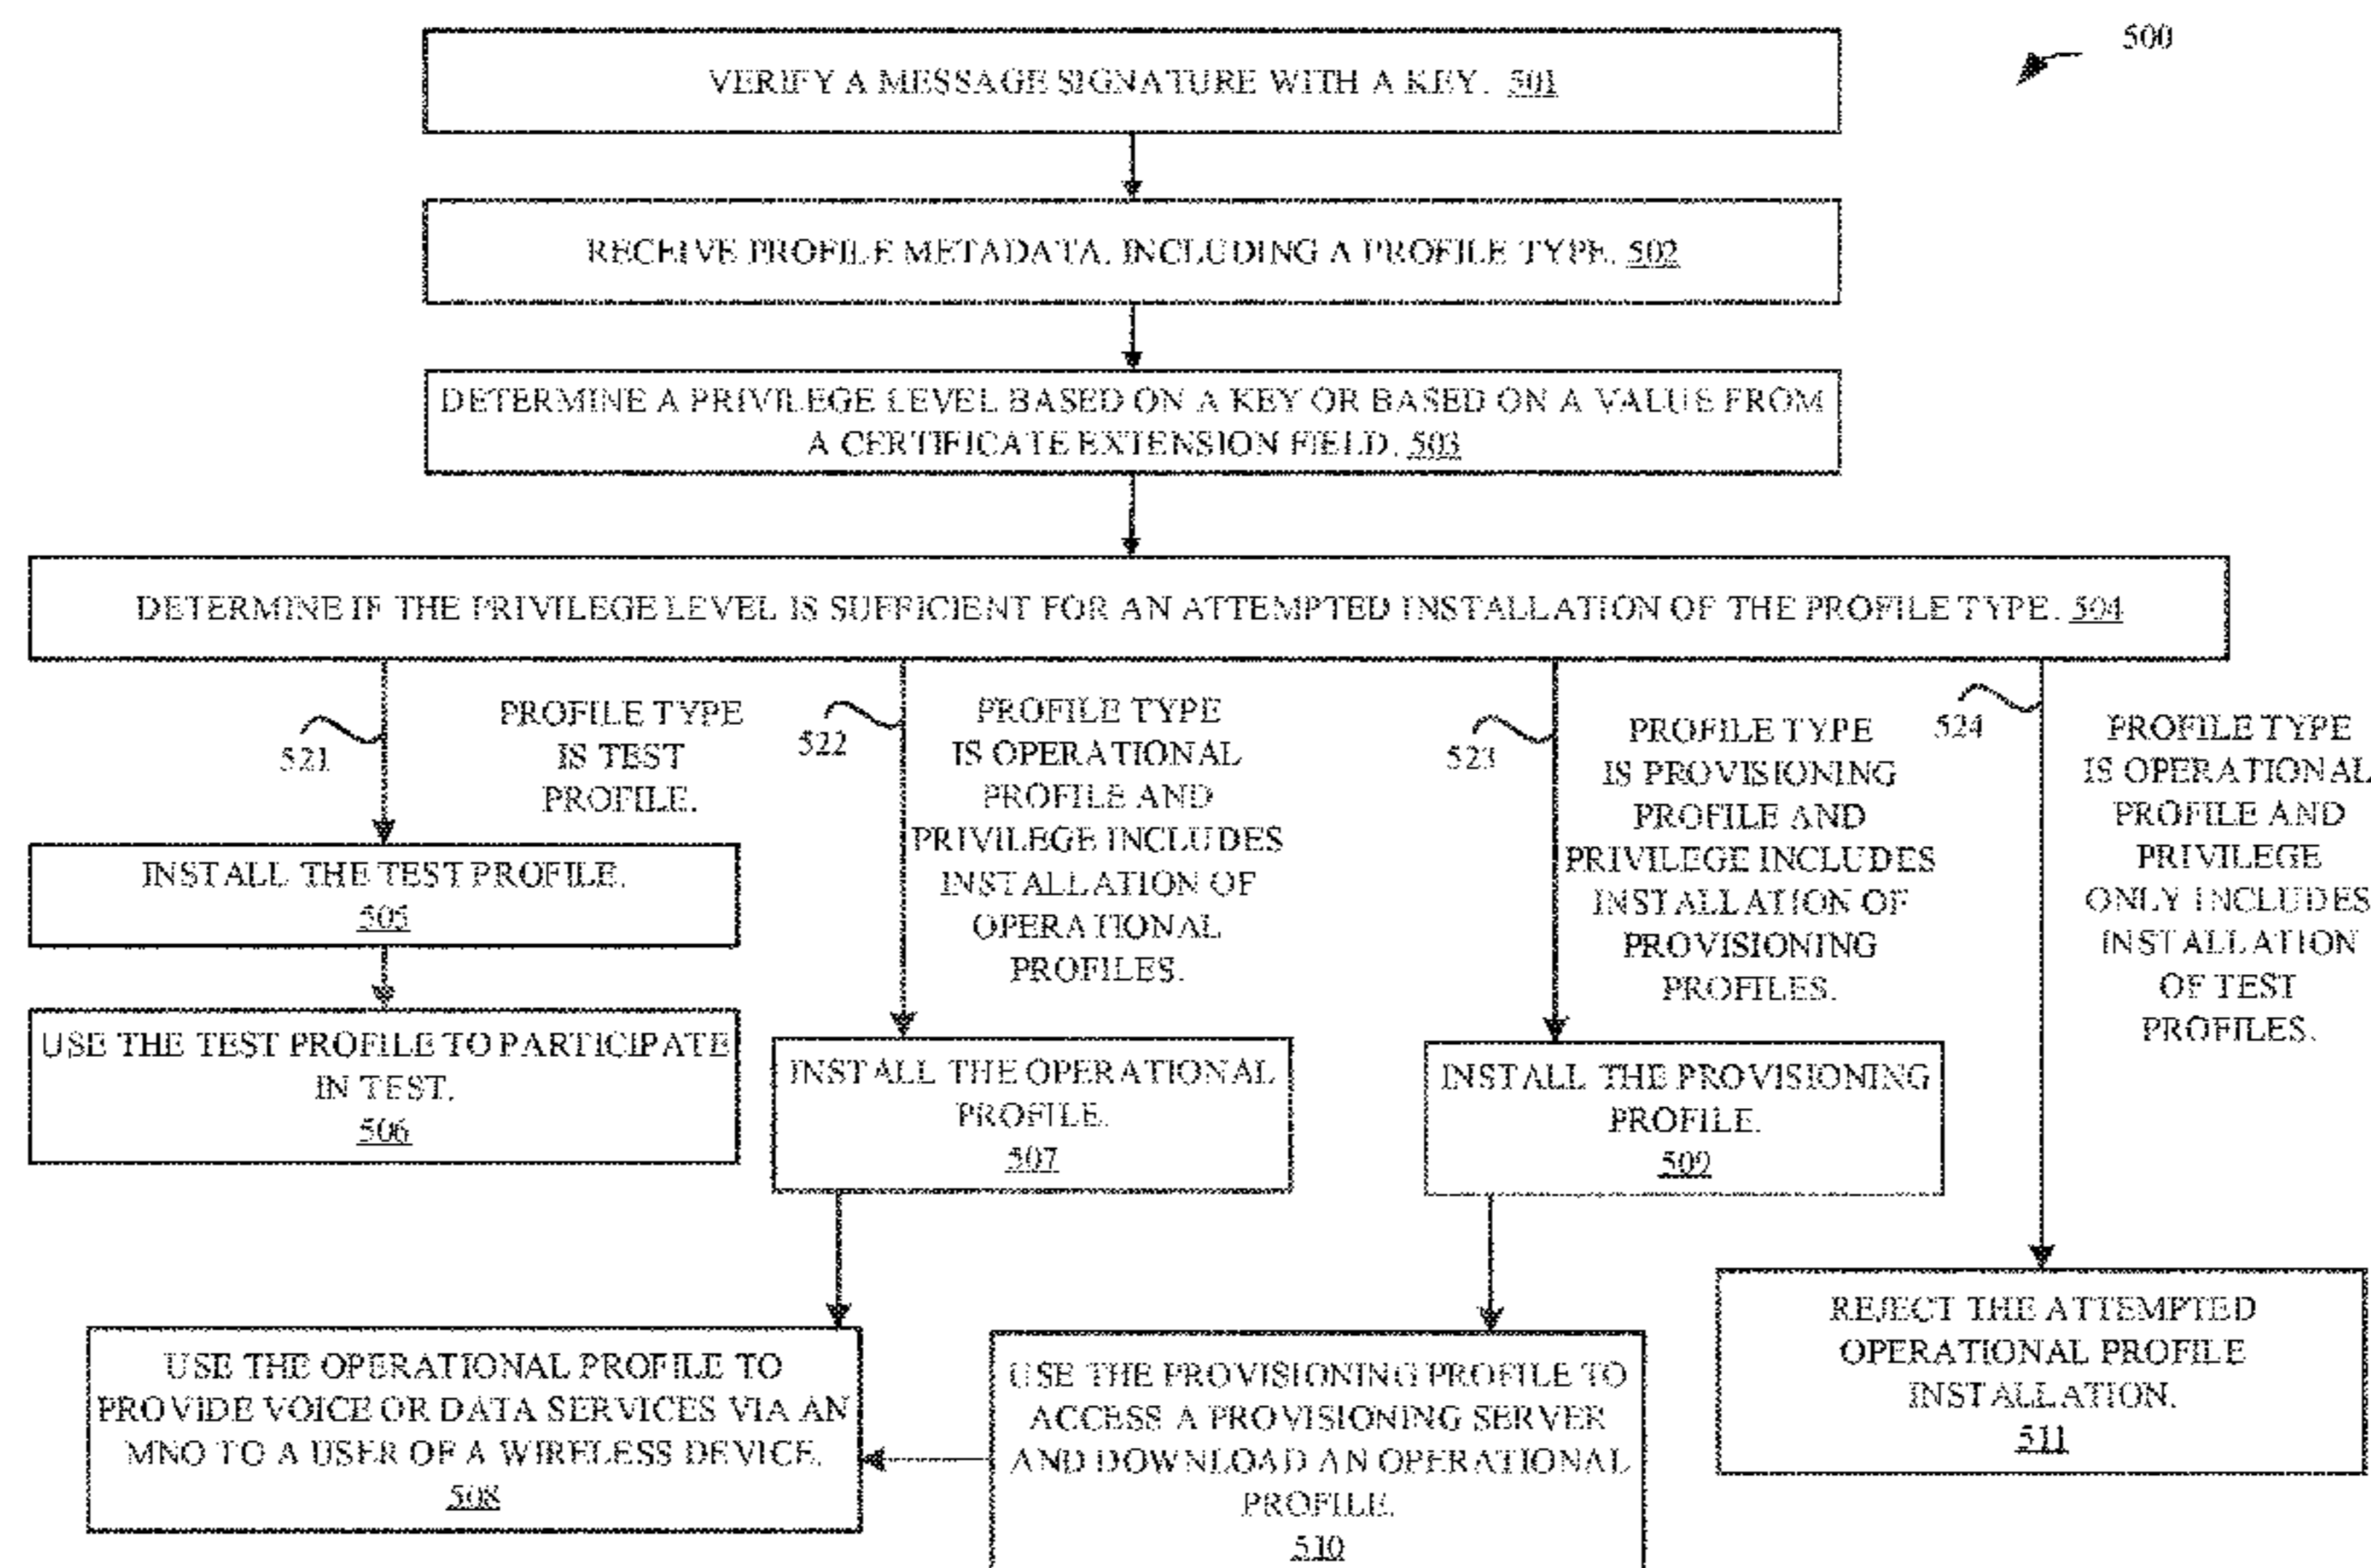 500
VERIFY A MESSAGE SIGNATURE WITH A KEY. 501
RECEIVE PROFILE METADATA, INCLUDING A PROFILE TYPE. 502
DETERMINE A PRIVILEGE LEVEL BASED ON A KEY OR BASED ON A VALUE FROM
A CERTIFICATE EXTENSION FIELD. 503
DETERMINE IF THE PRIVILEGE LEVEL IS SUFFICIENT FOR AN ATTEMPTED INSTALLATION OF THE PROFILE TYPE. 504
521
PROFILE TYPE
IS TEST
PROFILE.
INSTALL THE TEST PROFILE.
505
USE THE TEST PROFILE TO PARTICIPATE
IN TEST.
506
522
PROFILE TYPE
IS OPERATIONAL
PROFILE AND
PRIVILEGE INCLUDES
INSTALLATION OF
OPERATIONAL
PROFILES.
INSTALL THE OPERATIONAL
PROFILE.
507
USE THE OPERATIONAL PROFILE TO
PROVIDE VOICE OR DATA SERVICES VIA AN
MNO TO A USER OF A WIRELESS DEVICE.
508
523
PROFILE TYPE
IS PROVISIONING
PROFILE AND
PRIVILEGE INCLUDES
INSTALLATION OF
PROVISIONING
PROFILES.
INSTALL THE PROVISIONING
PROFILE.
509
USE THE PROVISIONING PROFILE TO
ACCESS A PROVISIONING SERVER
AND DOWNLOAD AN OPERATIONAL
PROFILE.
510
524
PROFILE TYPE
IS OPERATIONAL
PROFILE AND
PRIVILEGE
ONLY INCLUDES
INSTALLATION
OF TEST
PROFILES.
REJECT THE ATTEMPTED
OPERATIONAL PROFILE
INSTALLATION.
511